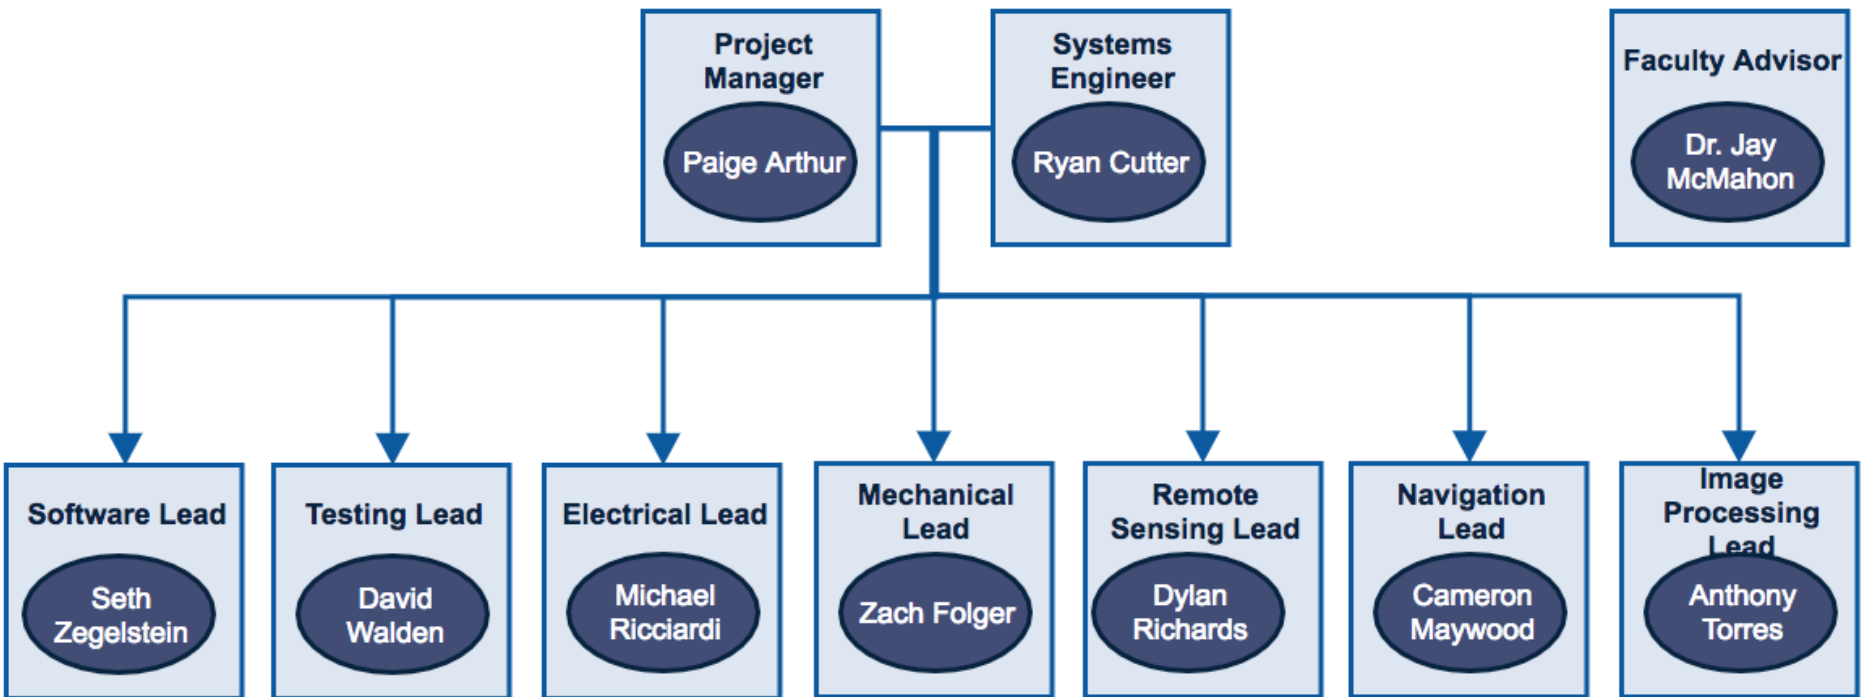 Project
Manager
Paige Arthur
Systems
Engineer
Ryan Cutter
Faculty Advisor
Dr. Jay
McMahon
Software Lead
Seth
Zegelstein
Testing Lead
David
Walden
Electrical Lead
Michael
Ricciardi
Mechanical
Lead
Zach Folger
Remote
Sensing Lead
Dylan
Richards
Navigation
Lead
Cameron
Maywood
Image
Processing
Lead
Anthony
Torres